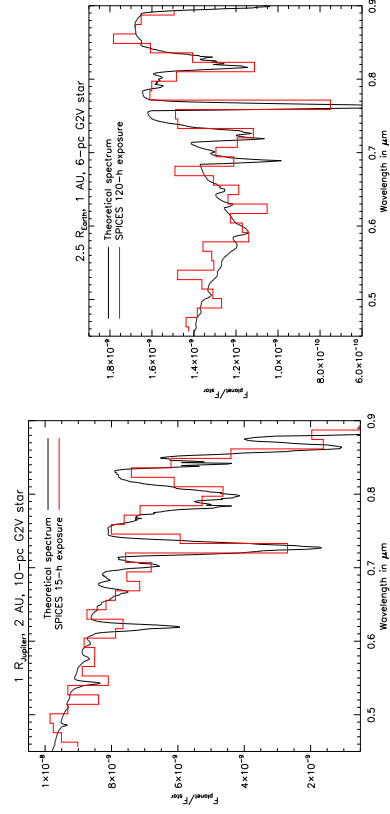 1 R_Jupiter, 2 AU, 10-pc G2V star
Theoretical spectrum
SPICES 15-h exposure
F_planet/F_star
1×10⁻⁸
8×10⁻⁹
6×10⁻⁹
4×10⁻⁹
2×10⁻⁹
0.5 0.6 0.7 0.8 0.9
Wavelength in μm
2.5 R_Earth, 1 AU, 6-pc G2V star
Theoretical spectrum
SPICES 120-h exposure
F_planet/F_star
1.8×10⁻⁹
1.6×10⁻⁹
1.4×10⁻⁹
1.2×10⁻⁹
1.0×10⁻⁹
8.0×10⁻¹⁰
6.0×10⁻¹⁰
0.5 0.6 0.7 0.8 0.9
Wavelength in μm